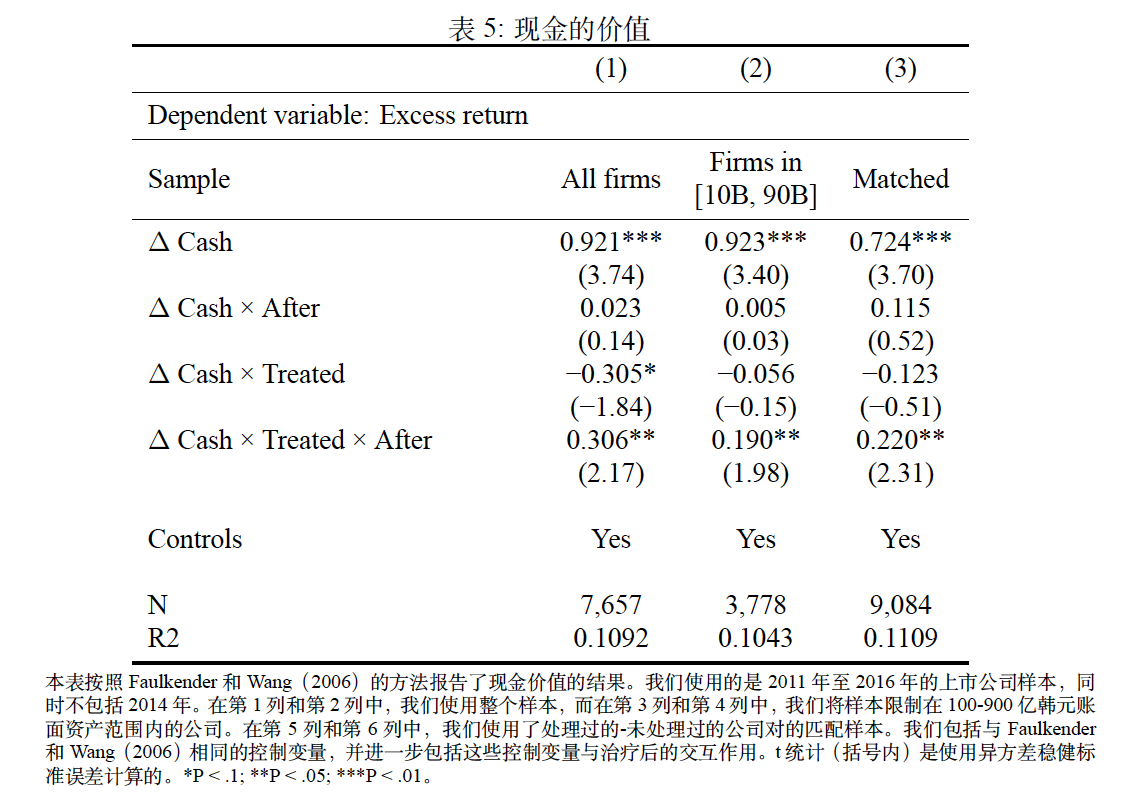 表 5: 现金的价值
(1) (2) (3)
Dependent variable: Excess return
Sample All firms Firms in [10B, 90B] Matched
Δ Cash 0.921*** 0.923*** 0.724***
(3.74) (3.40) (3.70)
Δ Cash × After 0.023 0.005 0.115
(0.14) (0.03) (0.52)
Δ Cash × Treated −0.305* −0.056 −0.123
(−1.84) (−0.15) (−0.51)
Δ Cash × Treated × After 0.306** 0.190** 0.220**
(2.17) (1.98) (2.31)
Controls Yes Yes Yes
N 7,657 3,778 9,084
R2 0.1092 0.1043 0.1109
本表按照 Faulkender 和 Wang（2006）的方法报告了现金价值的结果。我们使用的是 2011 年至 2016 年的上市公司样本，同
时不包括 2014 年。在第 1 列和第 2 列中，我们使用整个样本，而在第 3 列和第 4 列中，我们将样本限制在 100-900 亿韩元账
面资产范围内的公司。在第 5 列和第 6 列中，我们使用了处理过的-未处理过的公司对的匹配样本。我们包括与 Faulkender
和 Wang（2006）相同的控制变量，并进一步包括这些控制变量与治疗后的交互作用。t 统计（括号内）是使用异方差稳健标
准误差计算的。*P < .1; **P < .05; ***P < .01。